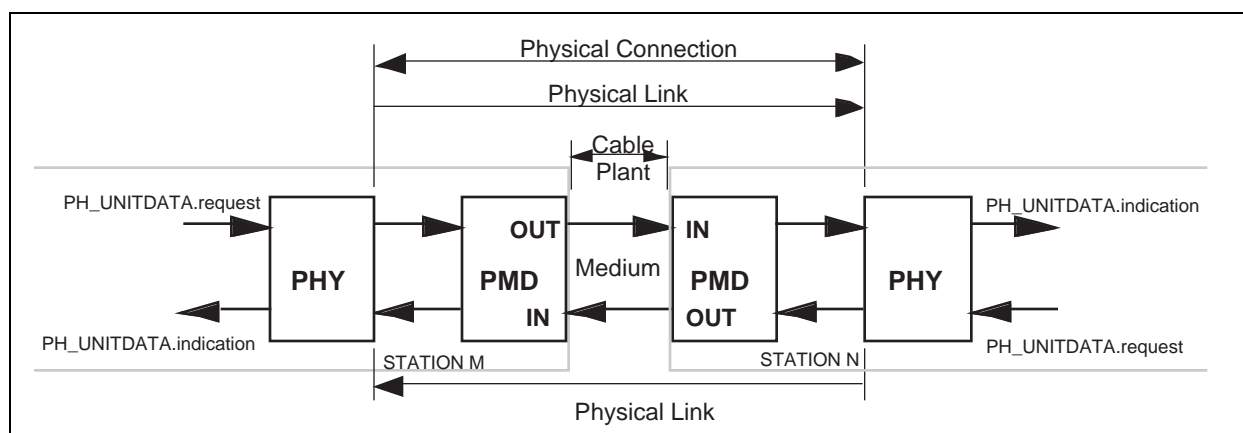 Physical Connection
Physical Link
Cable
Plant
PH_UNITDATA.request
PH_UNITDATA.indication
OUT
IN
PHY
PMD
Medium
PMD
PHY
IN
OUT
PH_UNITDATA.indication
PH_UNITDATA.request
STATION M
STATION N
Physical Link